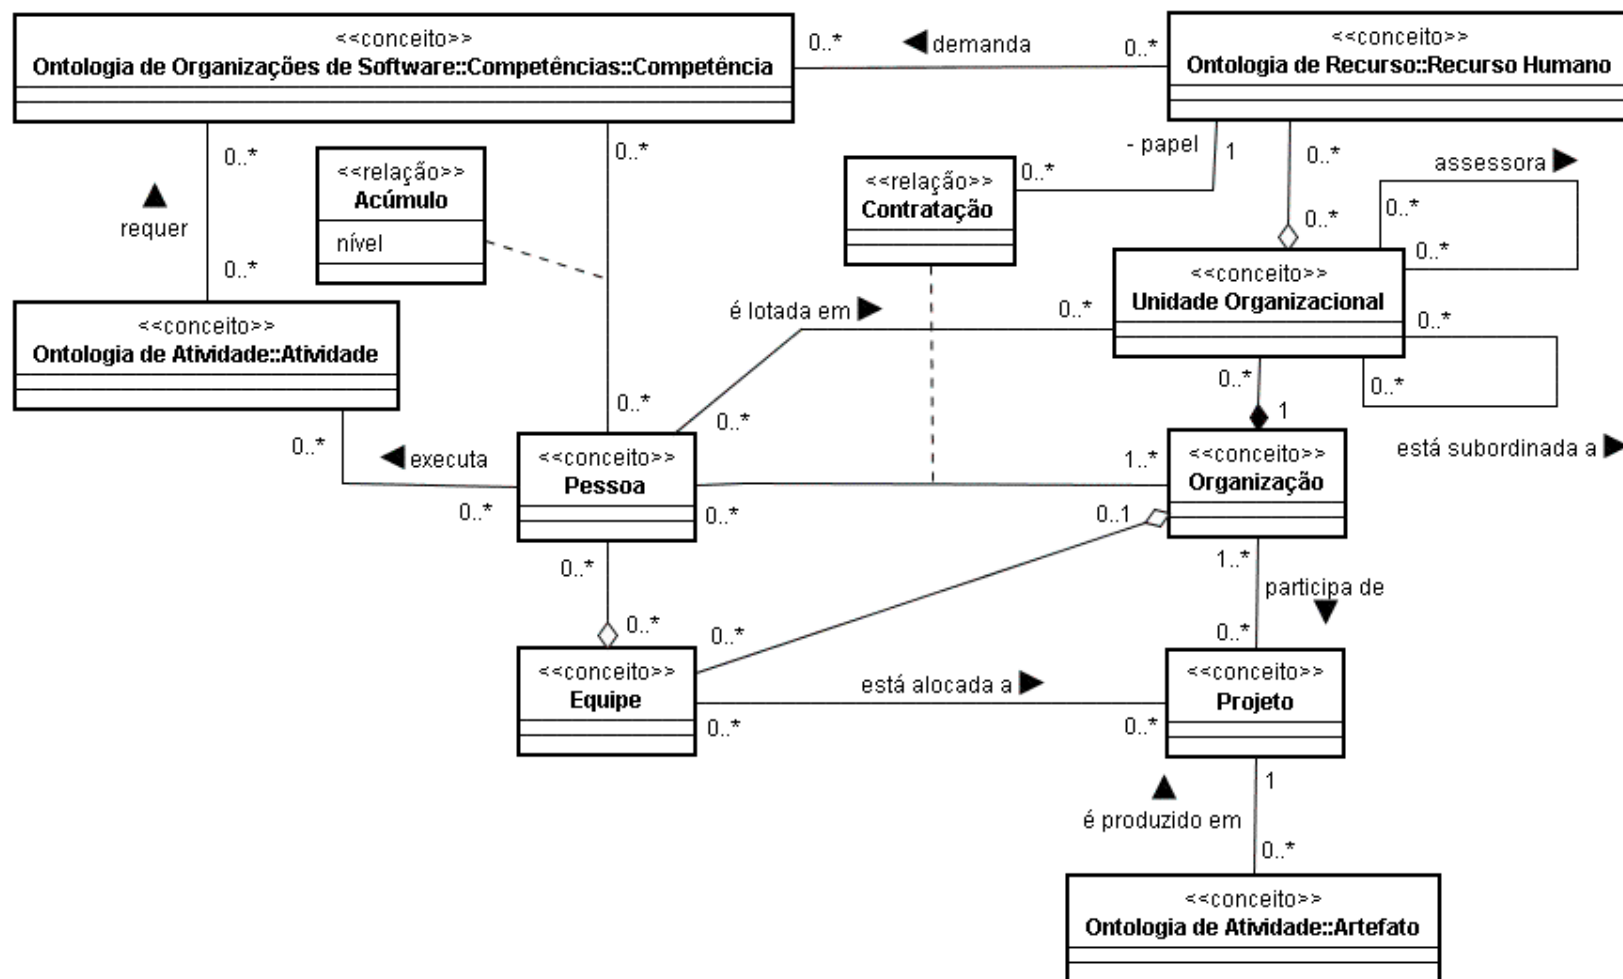 <<conceito>>
Ontologia de Organizações de Software::Competências::Competência
0..*
demanda
0..*
<<conceito>>
Ontologia de Recurso::Recurso Humano
0..*
<<relação>>
Acúmulo
nível
0..*
<<relação>>
Contratação
0..*
- papel
1
0..*
assessora
0..*
0..*
0..*
requer
0..*
<<conceito>>
Ontologia de Atividade::Atividade
é lotada em
0..*
<<conceito>>
Unidade Organizacional
0..*
0..*
está subordinada a
0..*
1
0..*
executa
0..*
0..*
0..*
<<conceito>>
Pessoa
0..*
1..*
<<conceito>>
Organização
0..1
0..*
0..*
0..*
1..*
participa de
0..*
<<conceito>>
Equipe
está alocada a
0..*
0..*
<<conceito>>
Projeto
1
é produzido em
0..*
<<conceito>>
Ontologia de Atividade::Artefato